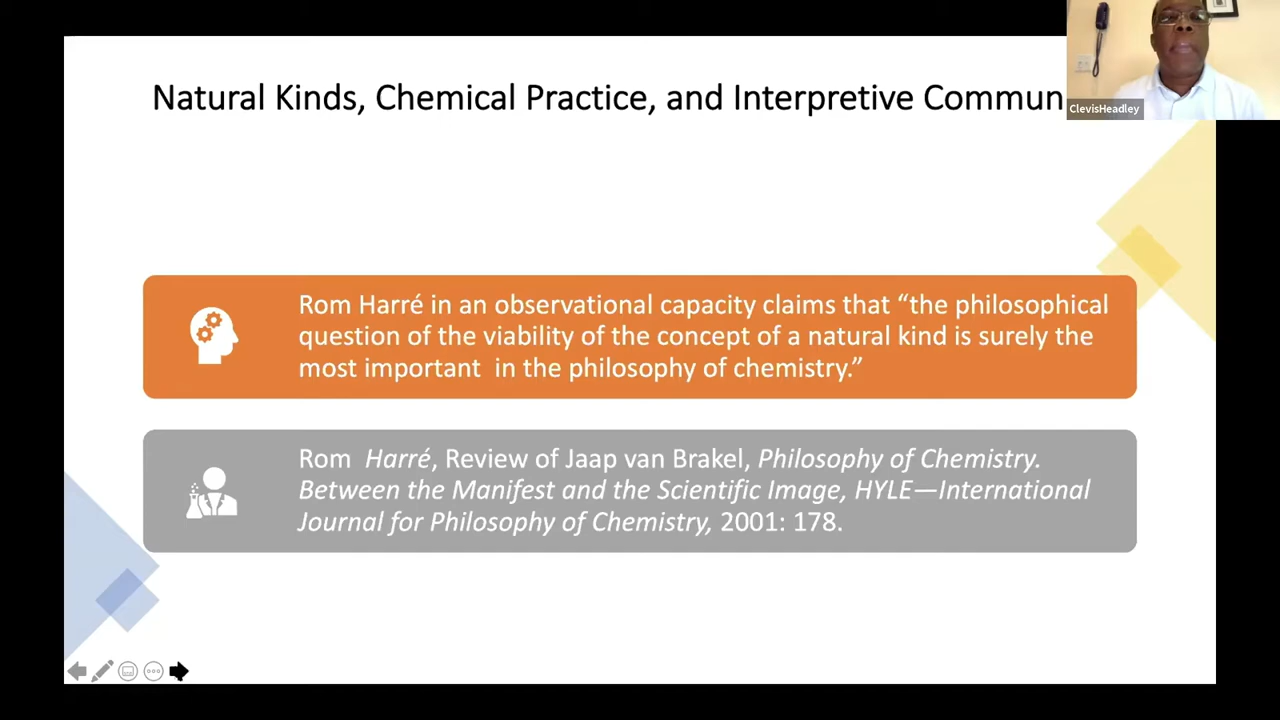 Natural Kinds, Chemical Practice, and Interpretive Commun
ClevisHeadley
Rom Harré in an observational capacity claims that “the philosophical
question of the viability of the concept of a natural kind is surely the
most important in the philosophy of chemistry.”
Rom Harré, Review of Jaap van Brakel, Philosophy of Chemistry.
Between the Manifest and the Scientific Image, HYLE—International
Journal for Philosophy of Chemistry, 2001: 178.